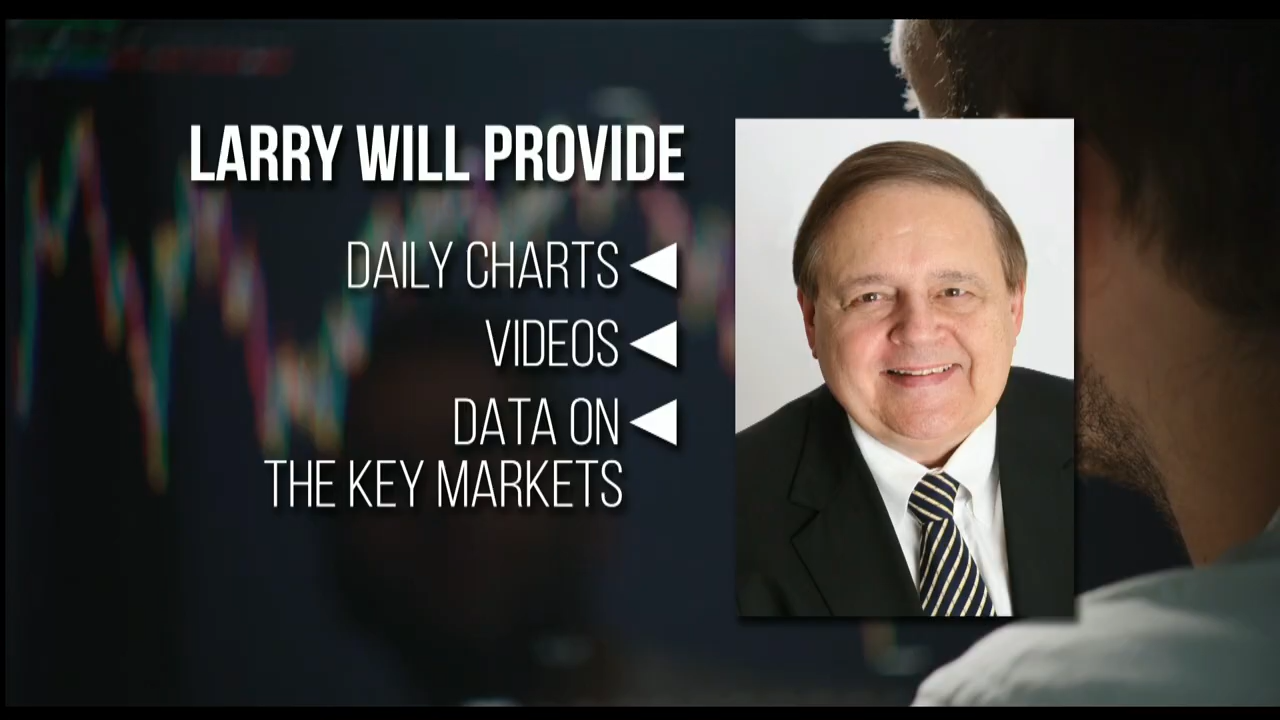 LARRY WILL PROVIDE
DAILY CHARTS
VIDEOS
DATA ON
THE KEY MARKETS